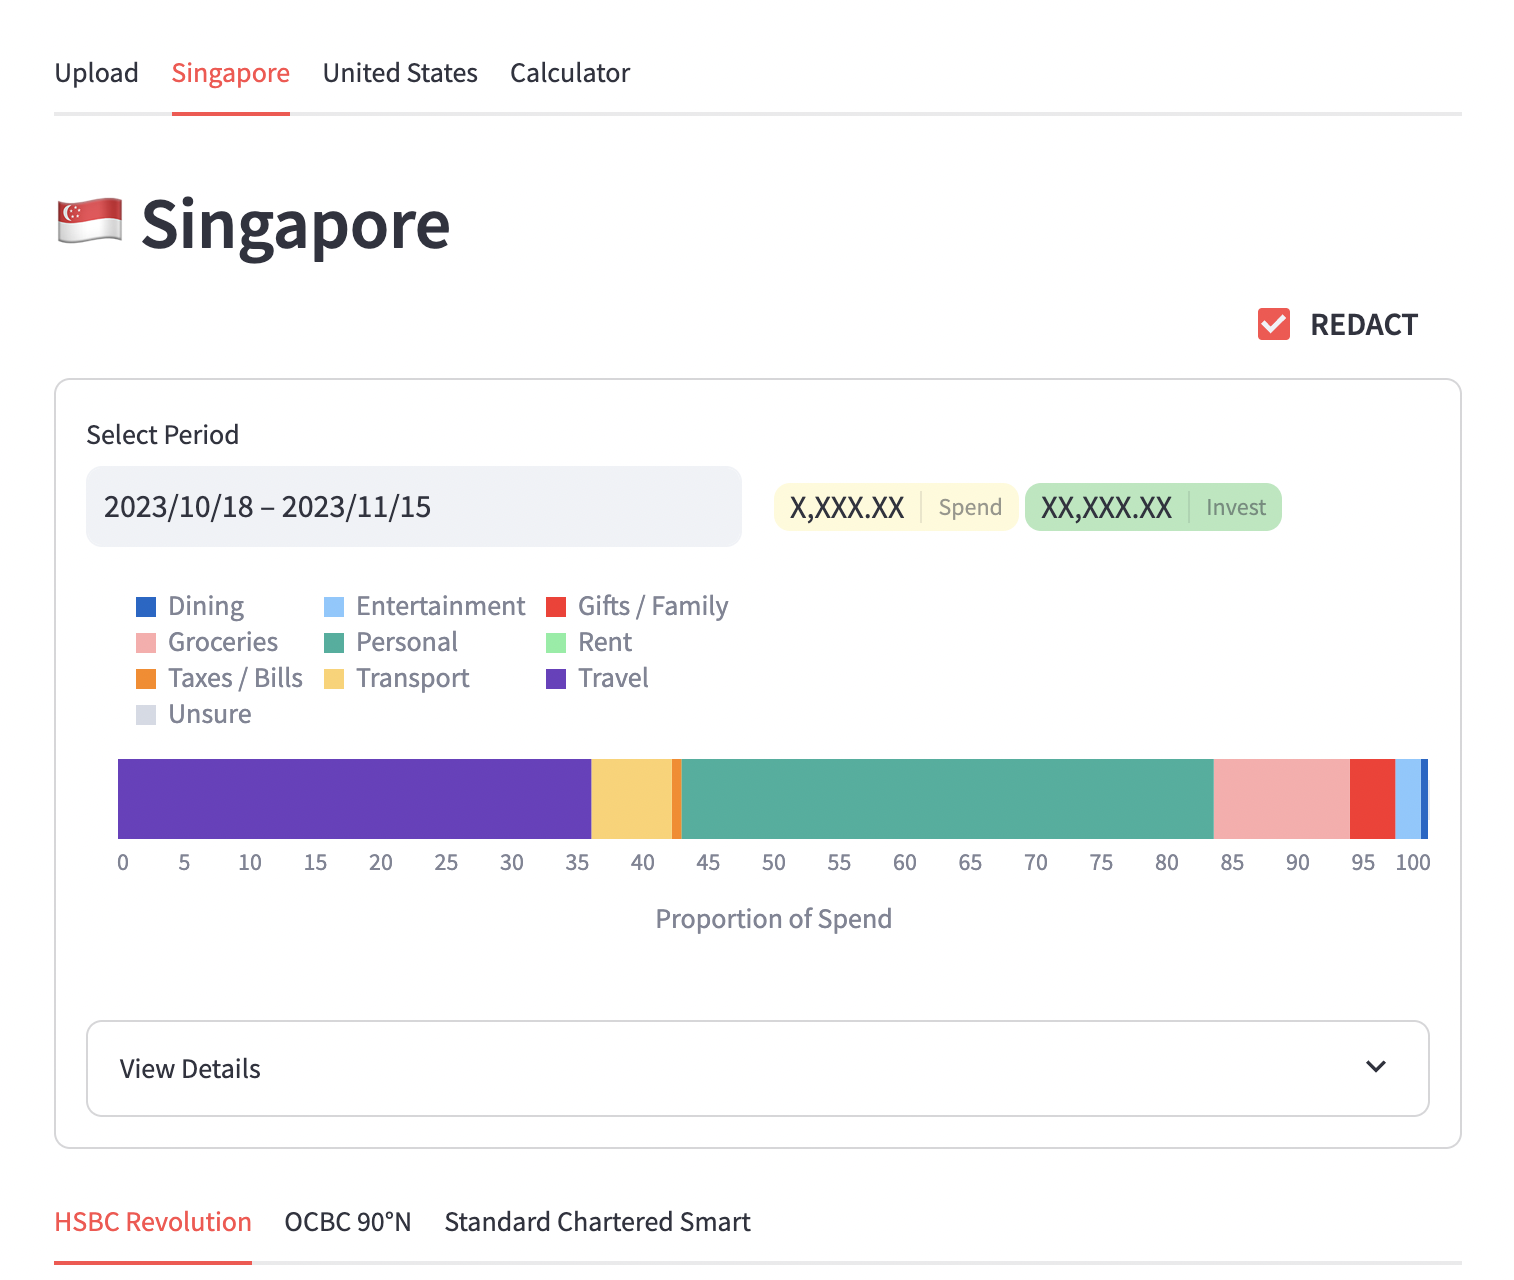 Upload Singapore United States Calculator
Singapore
REDACT
Select Period
2023/10/18 – 2023/11/15
X,XXX.XX Spend XX,XXX.XX Invest
Dining Entertainment Gifts / Family
Groceries Personal Rent
Taxes / Bills Transport Travel
Unsure
0 5 10 15 20 25 30 35 40 45 50 55 60 65 70 75 80 85 90 95 100
Proportion of Spend
View Details
HSBC Revolution OCBC 90°N Standard Chartered Smart